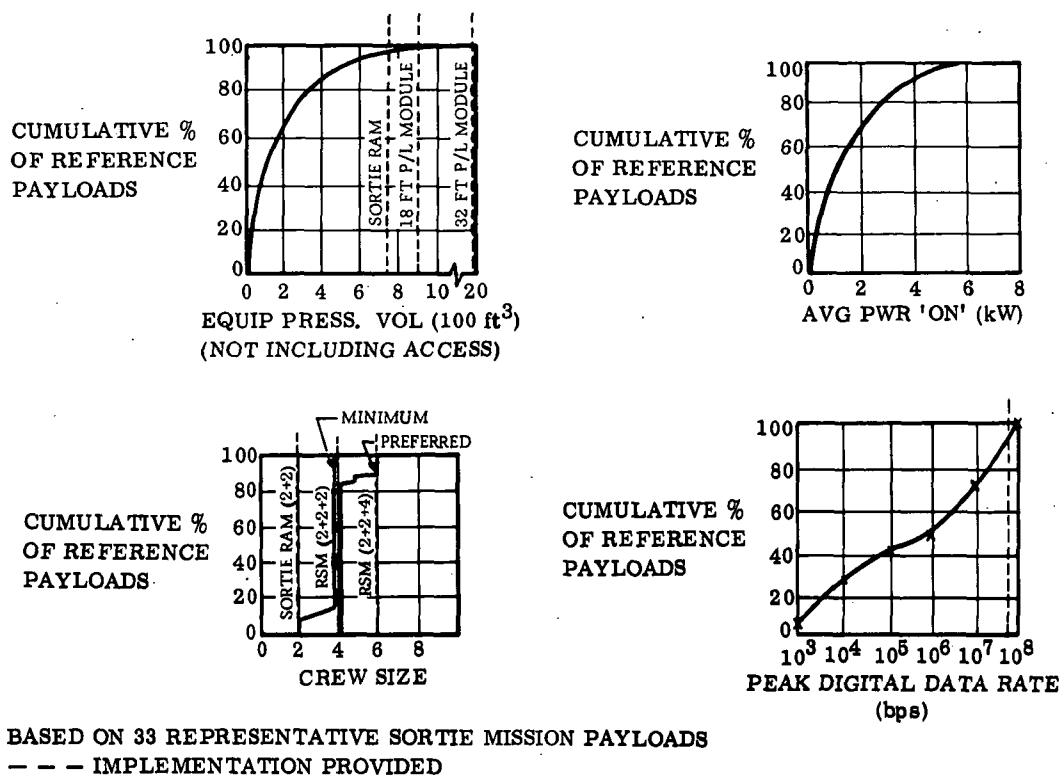 100
80
60
40
20
0
CUMULATIVE %
OF REFERENCE
PAYLOADS
SORTIE RAM
18 FT P/L MODULE
32 FT P/L MODULE
0 2 4 6 8 10 20
EQUIP PRESS. VOL (100 ft³)
(NOT INCLUDING ACCESS)
100
80
60
40
20
0
CUMULATIVE %
OF REFERENCE
PAYLOADS
0 2 4 6 8
AVG PWR 'ON' (kW)
MINIMUM
PREFERRED
100
80
60
40
20
0
CUMULATIVE %
OF REFERENCE
PAYLOADS
SORTIE RAM (2+2)
RSM (2+2+2)
RSM (2+2+4)
0 2 4 6 8
CREW SIZE
100
80
60
40
20
0
CUMULATIVE %
OF REFERENCE
PAYLOADS
10³ 10⁴ 10⁵ 10⁶ 10⁷ 10⁸
PEAK DIGITAL DATA RATE
(bps)
BASED ON 33 REPRESENTATIVE SORTIE MISSION PAYLOADS
– – – IMPLEMENTATION PROVIDED